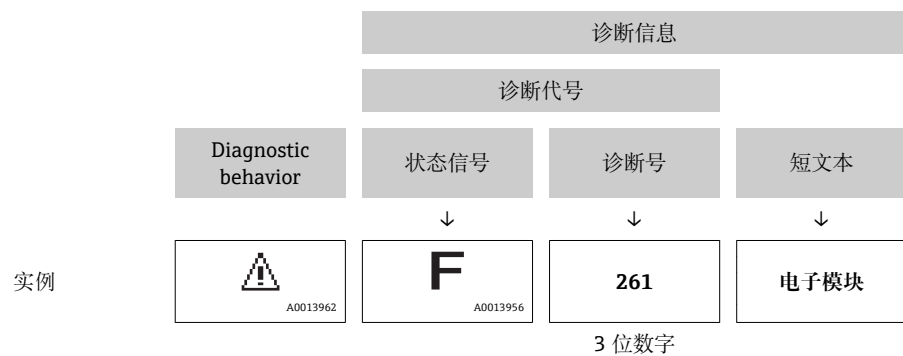 诊断信息
诊断代号
Diagnostic
behavior
状态信号
诊断号
短文本
实例
A0013962
F
A0013956
261
电子模块
3 位数字